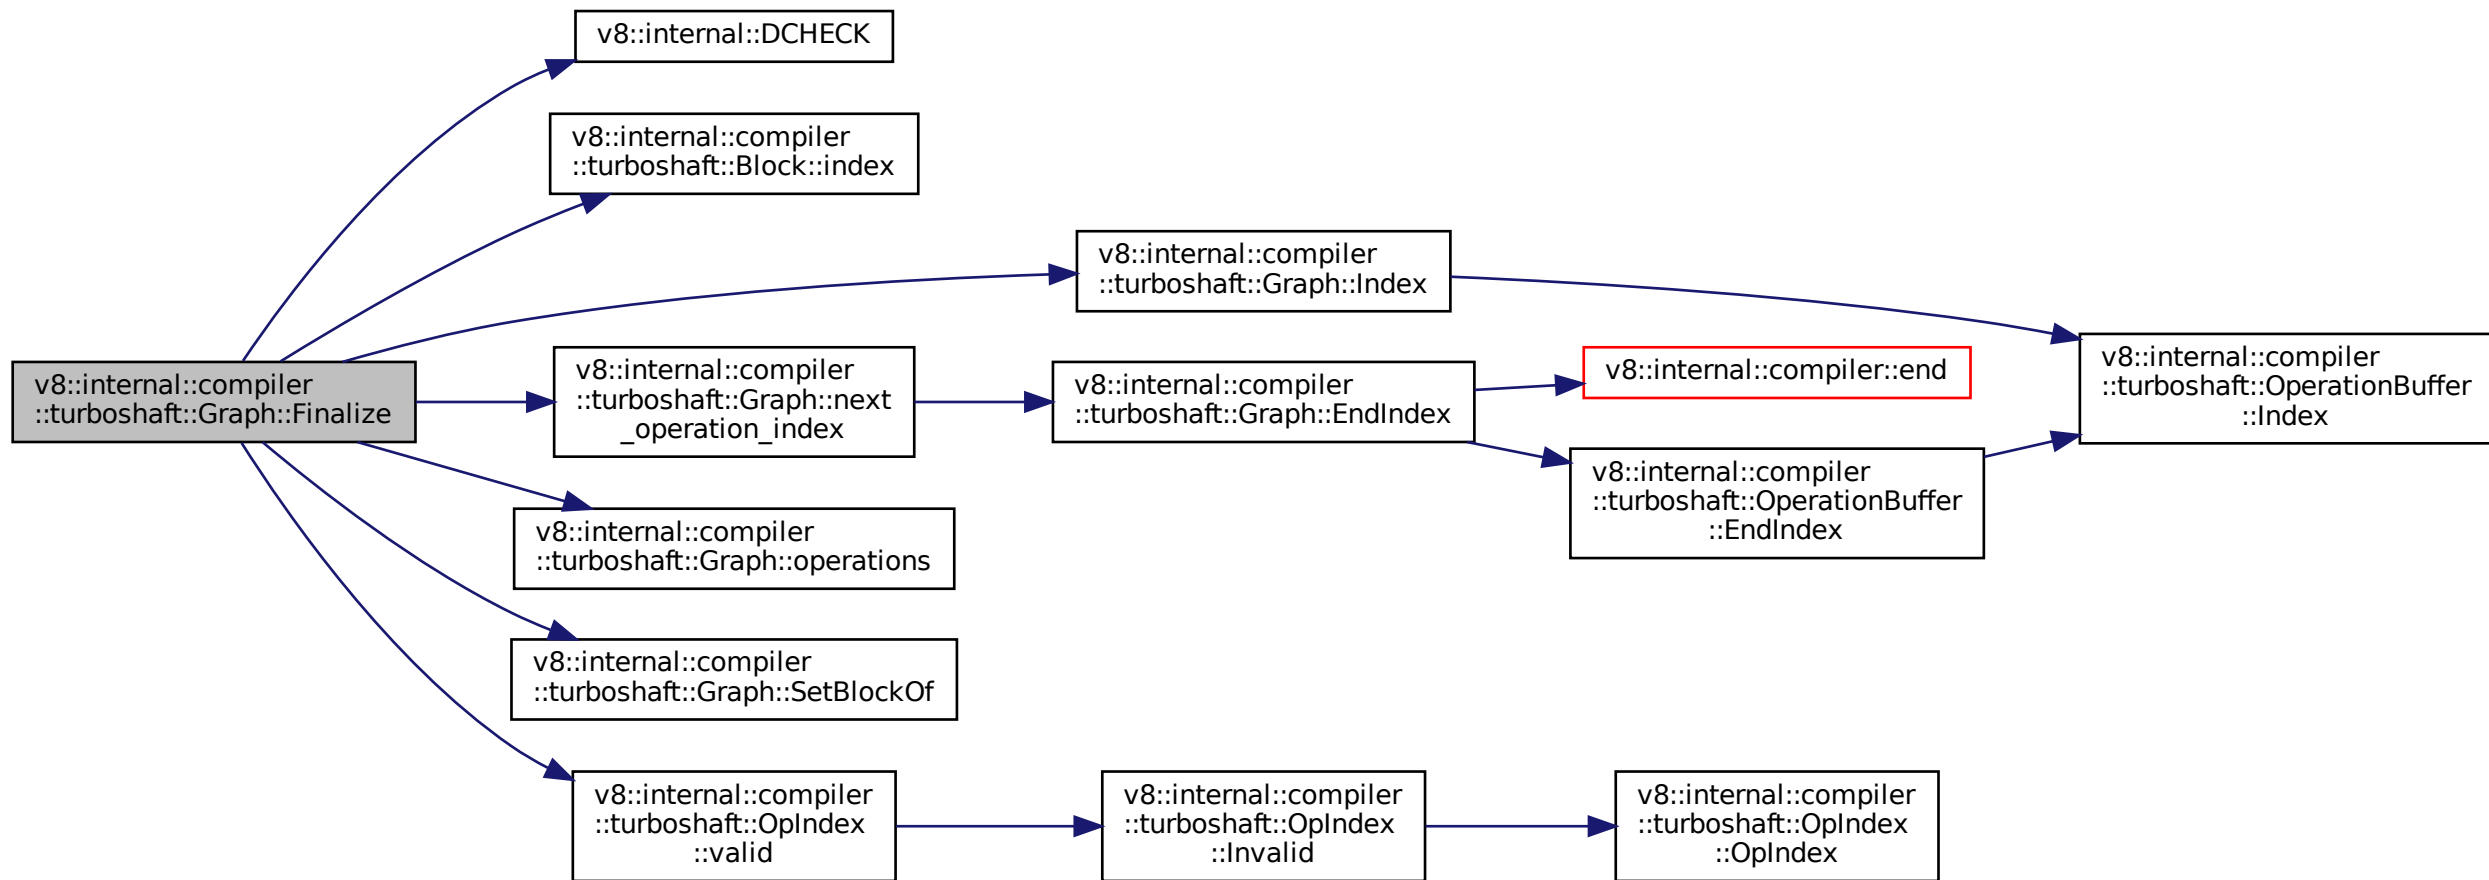 v8::internal::DCHECK
v8::internal::compiler
::turboshaft::Block::index
v8::internal::compiler
::turboshaft::Graph::Index
v8::internal::compiler
::turboshaft::OperationBuffer
::Index
v8::internal::compiler
::turboshaft::Graph::Finalize
v8::internal::compiler
::turboshaft::Graph::next
_operation_index
v8::internal::compiler
::turboshaft::Graph::EndIndex
v8::internal::compiler::end
v8::internal::compiler
::turboshaft::OperationBuffer
::EndIndex
v8::internal::compiler
::turboshaft::Graph::operations
v8::internal::compiler
::turboshaft::Graph::SetBlockOf
v8::internal::compiler
::turboshaft::OpIndex
::valid
v8::internal::compiler
::turboshaft::OpIndex
::Invalid
v8::internal::compiler
::turboshaft::OpIndex
::OpIndex